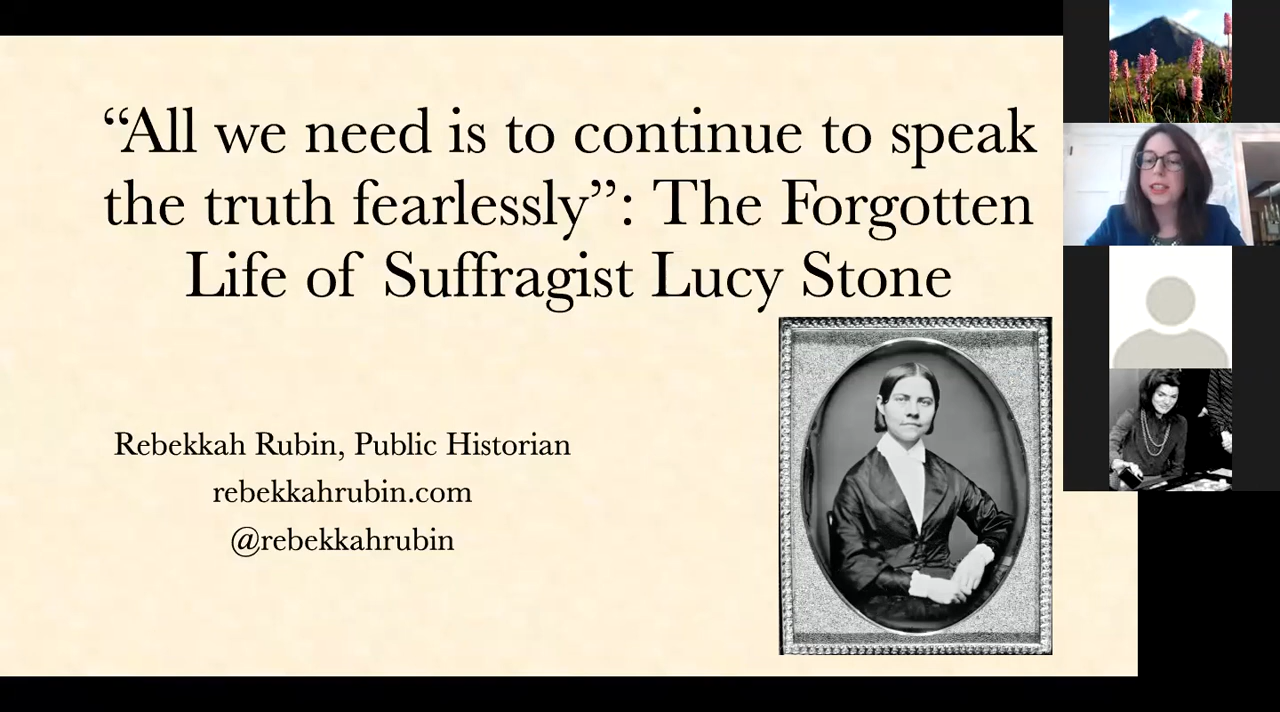 “All we need is to continue to speak
the truth fearlessly”: The Forgotten
Life of Suffragist Lucy Stone
Rebekkah Rubin, Public Historian
rebekkahrubin.com
@rebekkahrubin